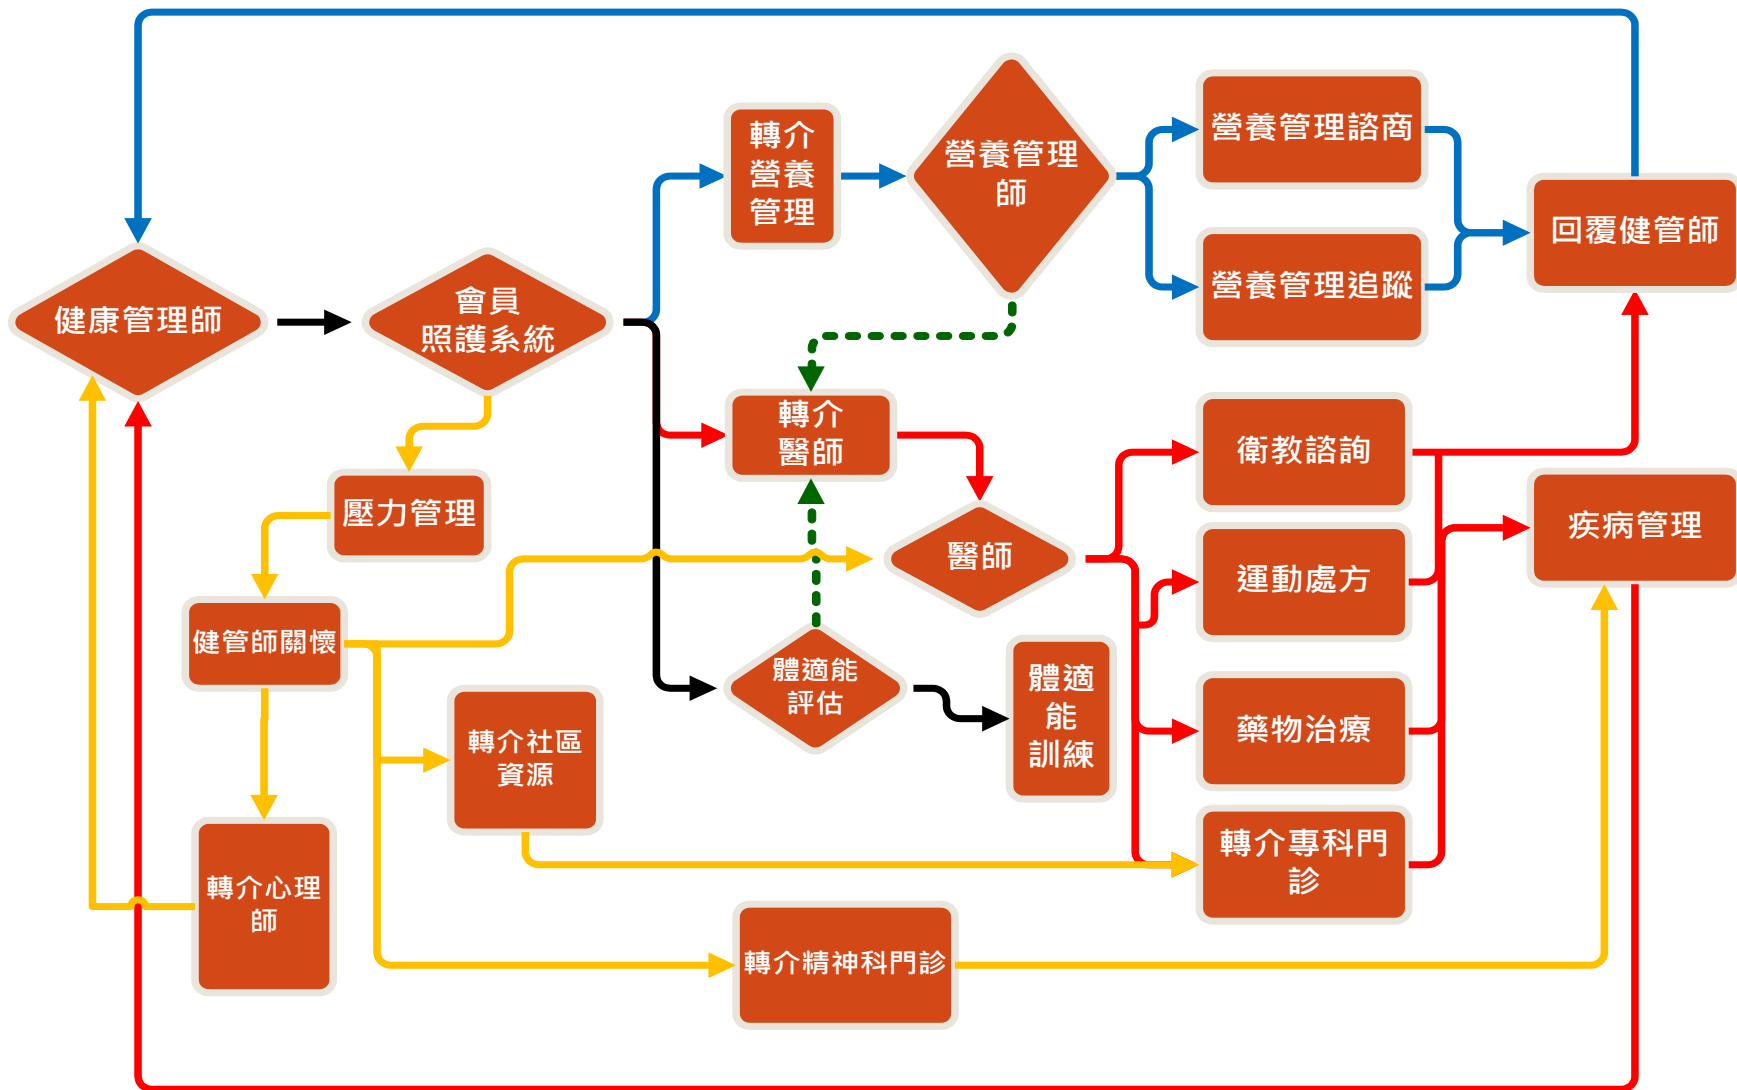 轉介
營養
管理
營養管理
師
營養管理諮商
營養管理追蹤
回覆健管師
健康管理師
會員
照護系統
轉介
醫師
衛教諮詢
壓力管理
醫師
運動處方
疾病管理
健管師關懷
體適能
評估
體適
能
訓練
藥物治療
轉介社區
資源
轉介專科門
診
轉介心理
師
轉介精神科門診